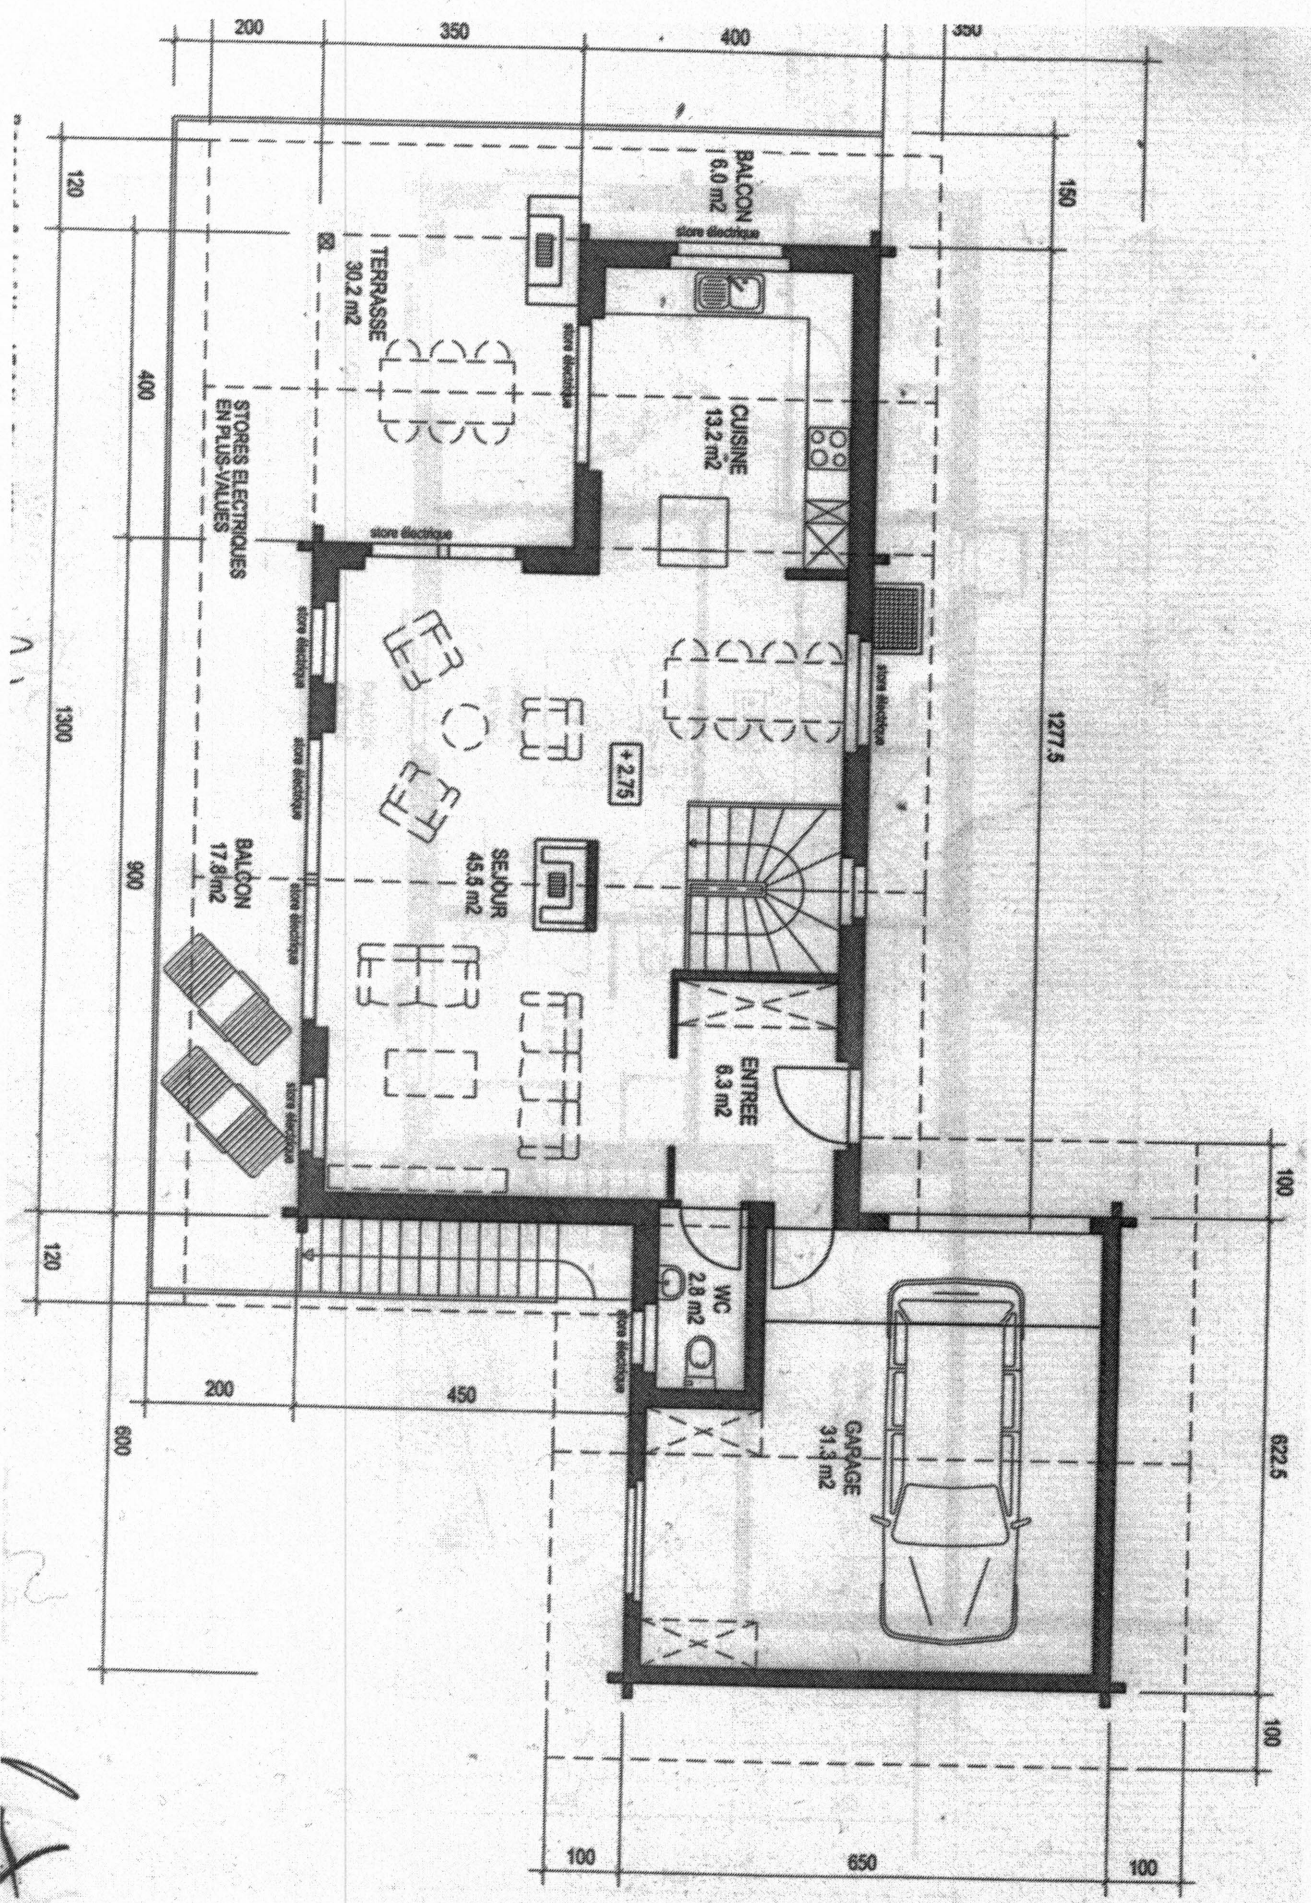 200
350
400
350
120
400
1300
900
120
200
450
600
150
1277.5
100
622.5
100
100
650
100
BALCON
6.0 m2
store électrique
TERRASSE
30.2 m2
store électrique
CUISINE
13.2 m2
STORES ELECTRIQUES
EN PLUS-VALUES
store électrique
store électrique
store électrique
+ 2.75
store électrique
BALCON
17.8 m2
SEJOUR
45.5 m2
store électrique
ENTREE
6.3 m2
store électrique
WC
2.8 m2
store électrique
GARAGE
31.3 m2